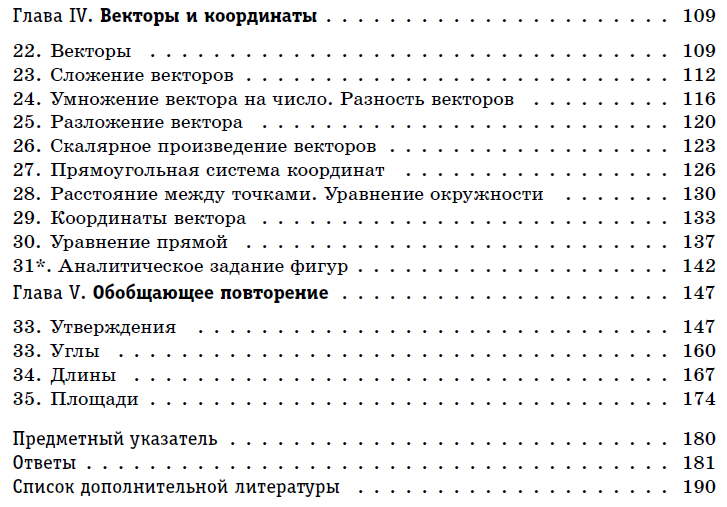 Глава IV. Векторы и координаты . . . . . . . . . . . . . . . . . . . . . . 109
22. Векторы . . . . . . . . . . . . . . . . . . . . . . . . . . . . . . . . . 109
23. Сложение векторов . . . . . . . . . . . . . . . . . . . . . . . . . . . 112
24. Умножение вектора на число. Разность векторов . . . . . . . . 116
25. Разложение вектора . . . . . . . . . . . . . . . . . . . . . . . . . . 120
26. Скалярное произведение векторов . . . . . . . . . . . . . . . . . . 123
27. Прямоугольная система координат . . . . . . . . . . . . . . . . . 126
28. Расстояние между точками. Уравнение окружности . . . . . . 130
29. Координаты вектора . . . . . . . . . . . . . . . . . . . . . . . . . . 133
30. Уравнение прямой . . . . . . . . . . . . . . . . . . . . . . . . . . . 137
31*. Аналитическое задание фигур . . . . . . . . . . . . . . . . . . . . 142
Глава V. Обобщающее повторение . . . . . . . . . . . . . . . . . . . . . 147
33. Утверждения . . . . . . . . . . . . . . . . . . . . . . . . . . . . . . 147
33. Углы . . . . . . . . . . . . . . . . . . . . . . . . . . . . . . . . . . . 160
34. Длины . . . . . . . . . . . . . . . . . . . . . . . . . . . . . . . . . . 167
35. Площади . . . . . . . . . . . . . . . . . . . . . . . . . . . . . . . . . 174
Предметный указатель . . . . . . . . . . . . . . . . . . . . . . . . . . . . 180
Ответы . . . . . . . . . . . . . . . . . . . . . . . . . . . . . . . . . . . . 181
Список дополнительной литературы . . . . . . . . . . . . . . . . . . . . 190